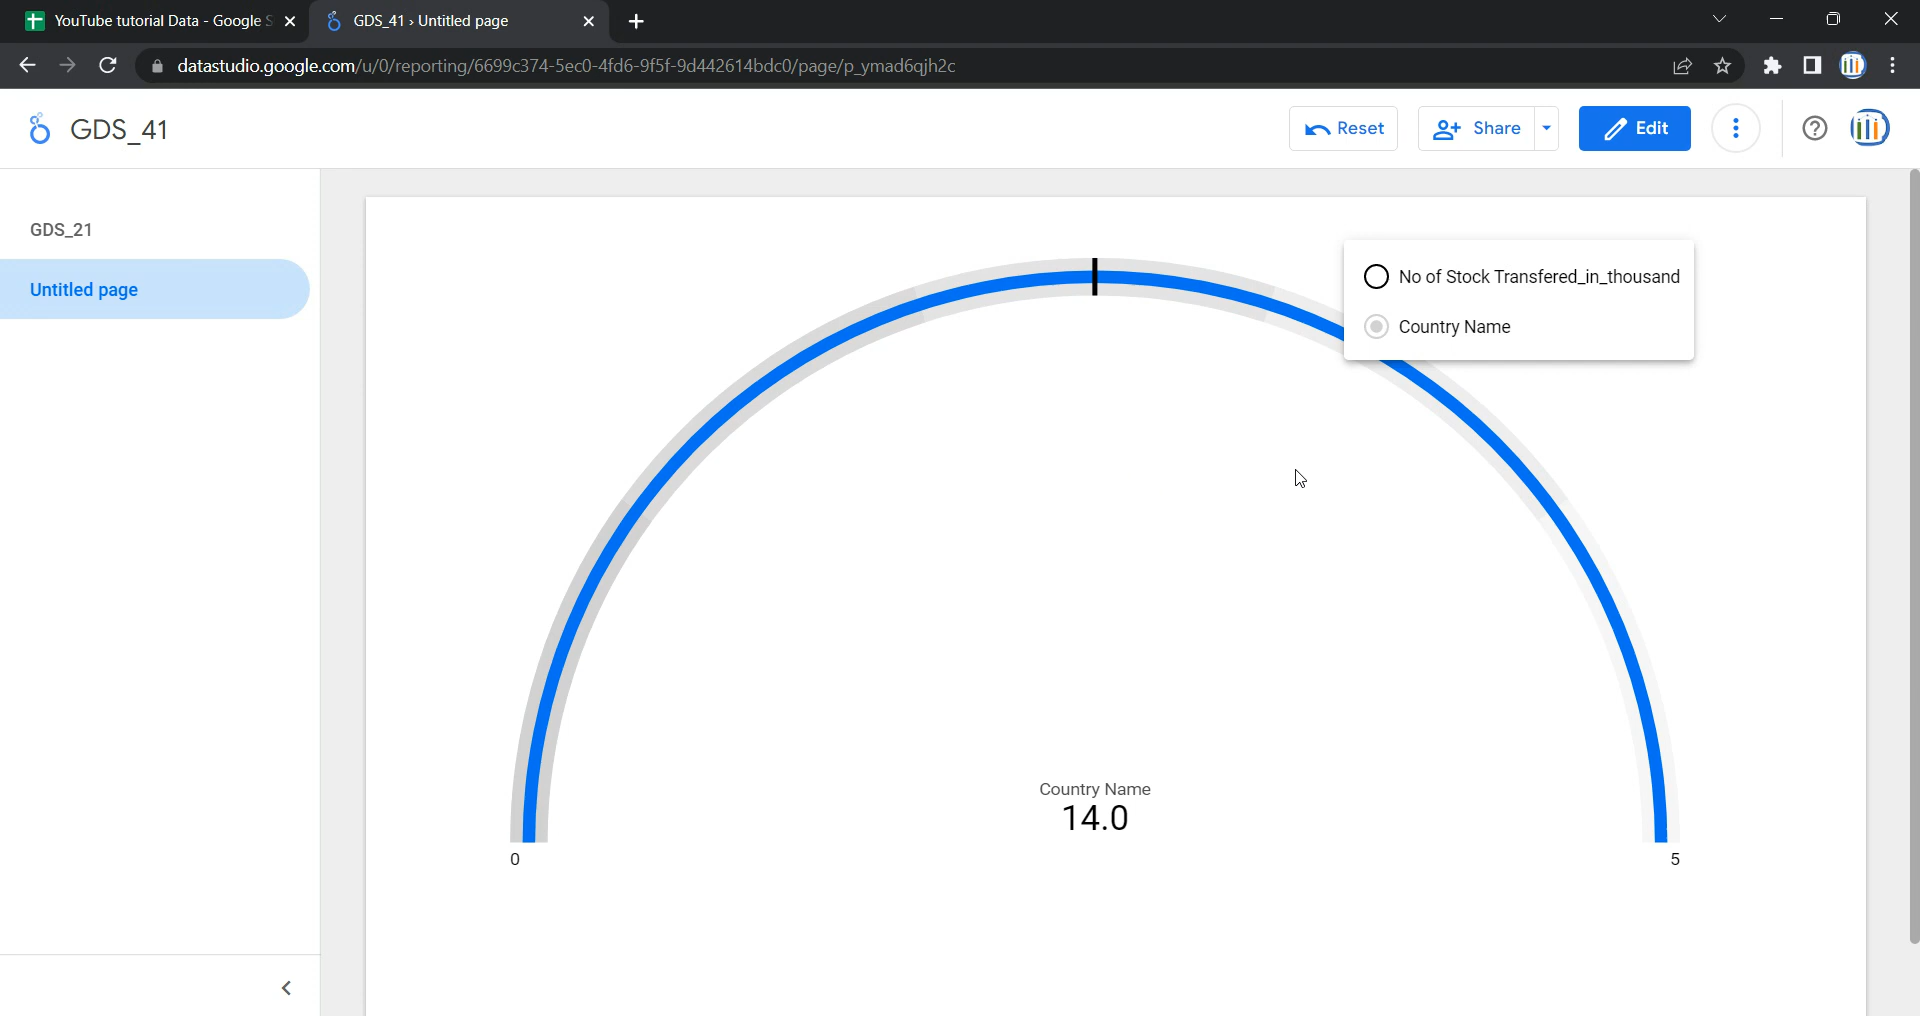 YouTube tutorial Data - Google S
GDS_41 › Untitled page
datastudio.google.com/u/0/reporting/6699c374-5ec0-4fd6-9f5f-9d442614bdc0/page/p_ymad6qjh2c
GDS_41
Reset
Share
Edit
GDS_21
Untitled page
No of Stock Transfered_in_thousand
Country Name
Country Name
14.0
0
5